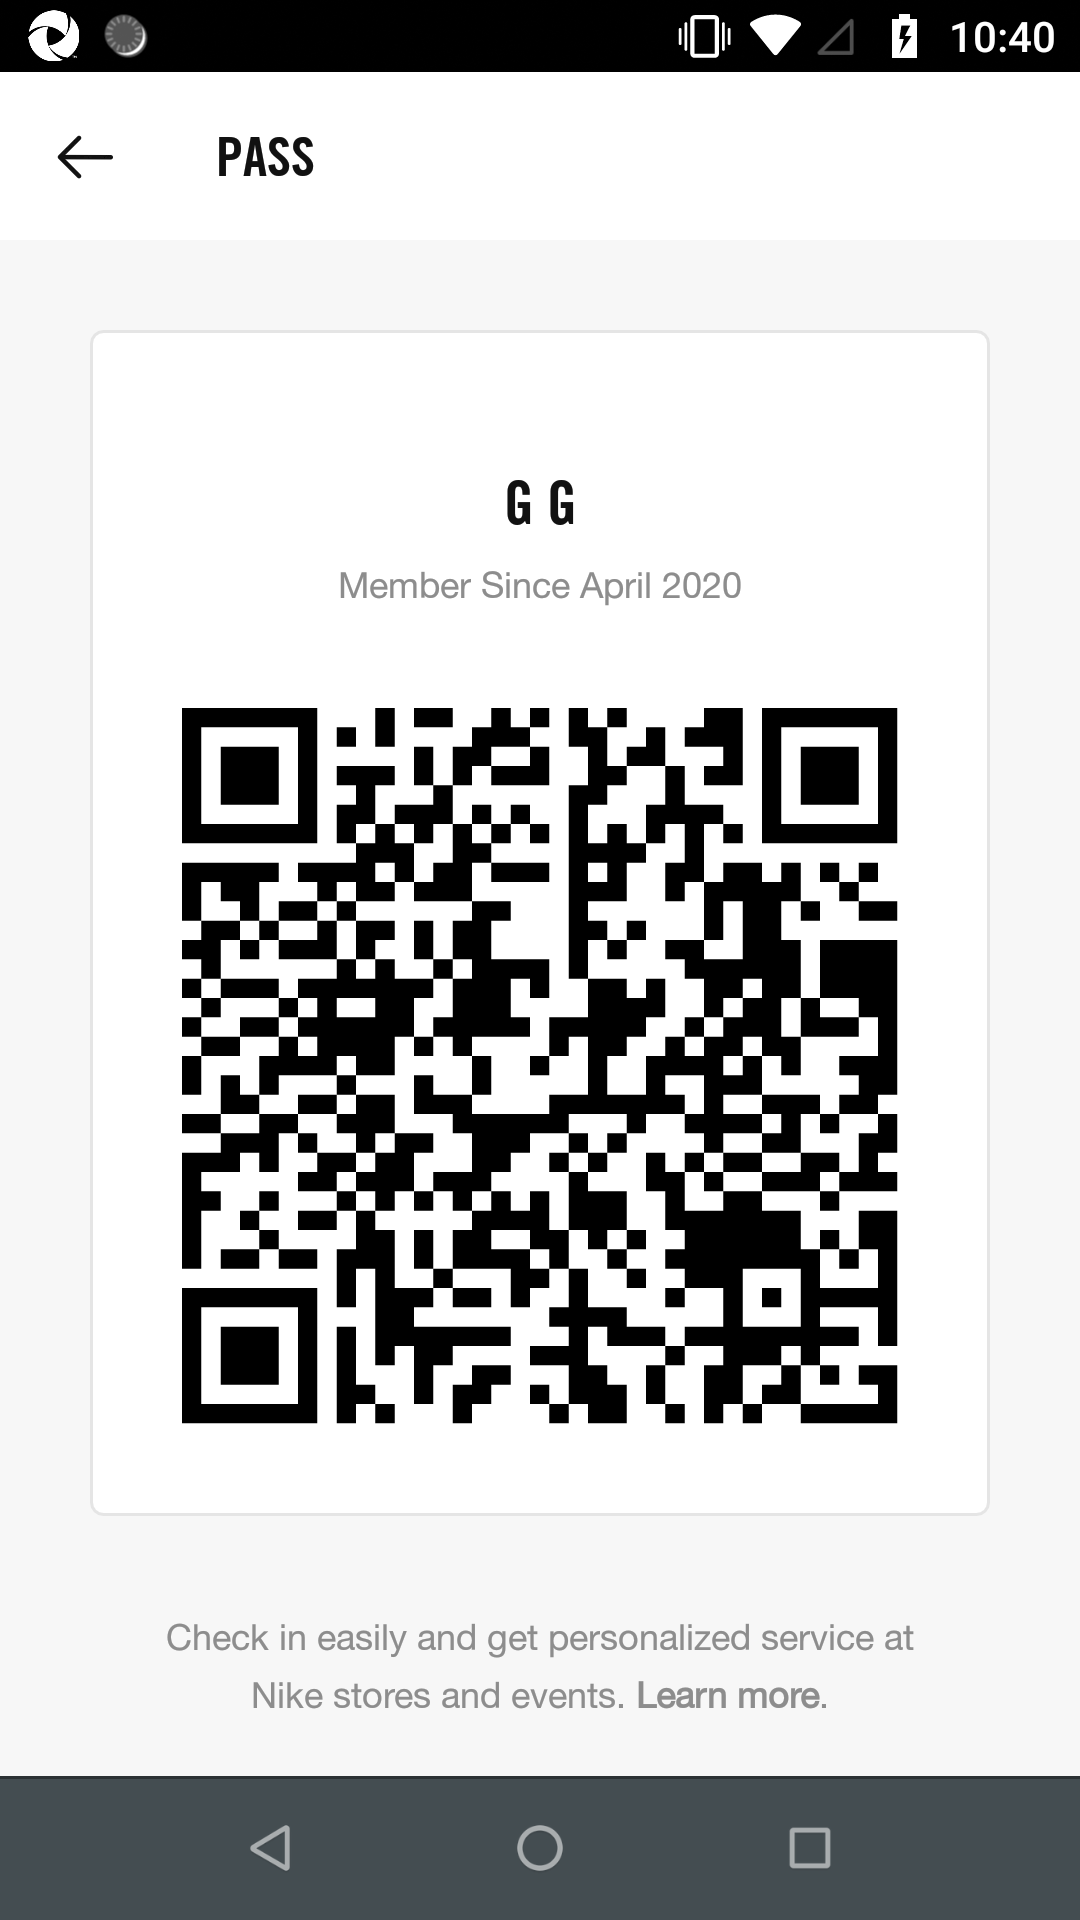 10:40
PASS
G G
Member Since April 2020
Check in easily and get personalized service at
Nike stores and events. Learn more.